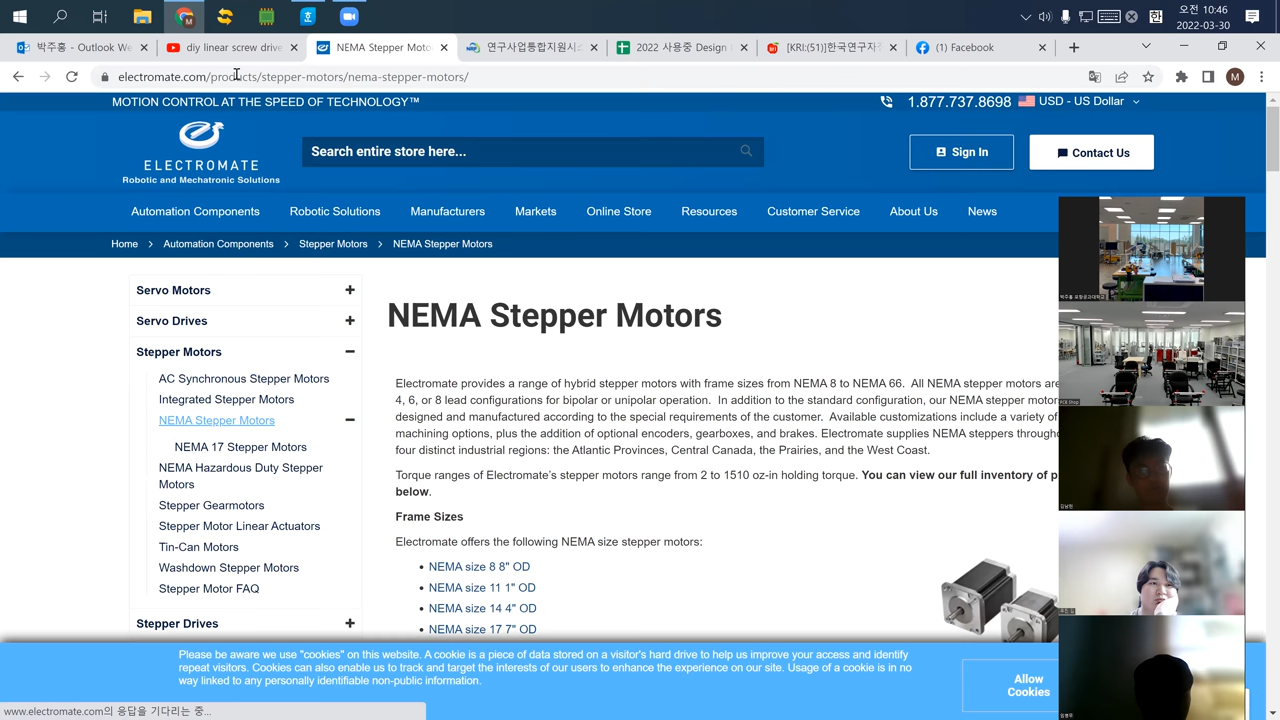 오전 10:46
한
2022-03-30
박주홍 - Outlook We
diy linear screw drive
NEMA Stepper Moto
연구사업통합지원시스
2022 사용중 Design
[KRI:(51)]한국연구자
(1) Facebook
electromate.com/products/stepper-motors/nema-stepper-motors/
M
MOTION CONTROL AT THE SPEED OF TECHNOLOGY™
1.877.737.8698 USD - US Dollar
ELECTROMATE
Robotic and Mechatronic Solutions
Search entire store here...
Sign In
Contact Us
Automation Components Robotic Solutions Manufacturers Markets Online Store Resources Customer Service About Us News
Home > Automation Components > Stepper Motors > NEMA Stepper Motors
Servo Motors +
Servo Drives +
Stepper Motors −
AC Synchronous Stepper Motors
Integrated Stepper Motors
NEMA Stepper Motors −
NEMA 17 Stepper Motors
NEMA Hazardous Duty Stepper
Motors
Stepper Gearmotors
Stepper Motor Linear Actuators
Tin-Can Motors
Washdown Stepper Motors
Stepper Motor FAQ
Stepper Drives +
NEMA Stepper Motors
Electromate provides a range of hybrid stepper motors with frame sizes from NEMA 8 to NEMA 66. All NEMA stepper motors are
4, 6, or 8 lead configurations for bipolar or unipolar operation. In addition to the standard configuration, our NEMA stepper motor
designed and manufactured according to the special requirements of the customer. Available customizations include a variety of
machining options, plus the addition of optional encoders, gearboxes, and brakes. Electromate supplies NEMA steppers through
four distinct industrial regions: the Atlantic Provinces, Central Canada, the Prairies, and the West Coast.
Torque ranges of Electromate's stepper motors range from 2 to 1510 oz-in holding torque. You can view our full inventory of p
below.
Frame Sizes
Electromate offers the following NEMA size stepper motors:
• NEMA size 8 8" OD
• NEMA size 11 1" OD
• NEMA size 14 4" OD
• NEMA size 17 7" OD
Please be aware we use "cookies" on this website. A cookie is a piece of data stored on a visitor's hard drive to help us improve your access and identify
repeat visitors. Cookies can also enable us to track and target the interests of our users to enhance the experience on our site. Usage of a cookie is in no
way linked to any personally identifiable non-public information.
Allow
Cookies
www.electromate.com의 응답을 기다리는 중...
박주홍 포항공과대학교